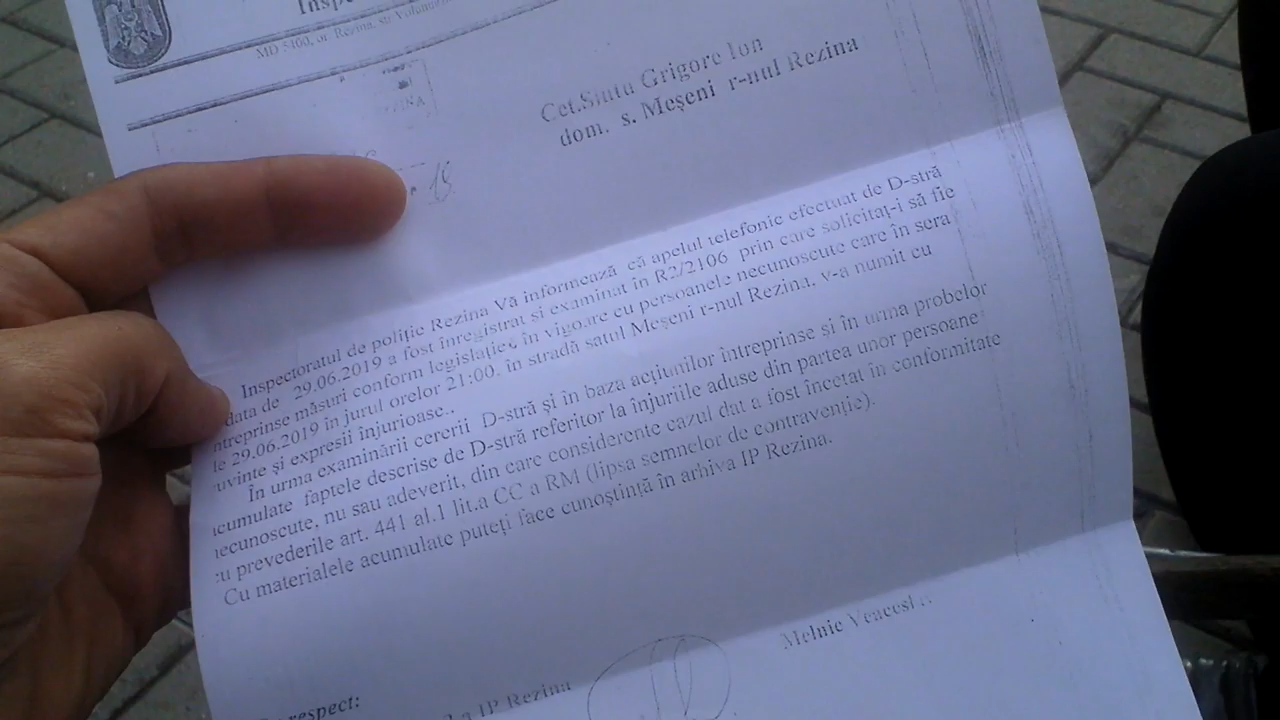 MD 5400, or. Rezina, str
Cet.Siutu Grigore Ion
dom. s. Meşeni r-nul Rezina
Inspectoratul de poliţie Rezina Vă informează că apelul telefonic efectuat de D-stră
data de 29.06.2019 a fost înregistrat şi examinat în R2/2106 prin care solicitaţ-i să fie
ntreprinse măsuri conform legislaţiei în vigoare cu persoanele necunoscute care în sera
le 29.06.2019 în jurul orelor 21:00, în stradă satul Meşeni r-nul Rezina, v-a numit cu
uvinte şi expresii înjurioase..
În urma examinării cererii D-stră şi în baza acţiunilor întreprinse şi în urma probelor
acumulate faptele descrise de D-stră referitor la înjuriile aduse din partea unor persoane
necunoscute, nu sau adeverit, din care considerente cazul dat a fost încetat în conformitate
cu prevederile art. 441 al.1 lit.a CC a RM (lipsa semnelor de contravenţie).
Cu materialele acumulate puteţi face cunoştinţă în arhiva IP Rezina.
respect:
IP Rezina
Melnic Veaceslav